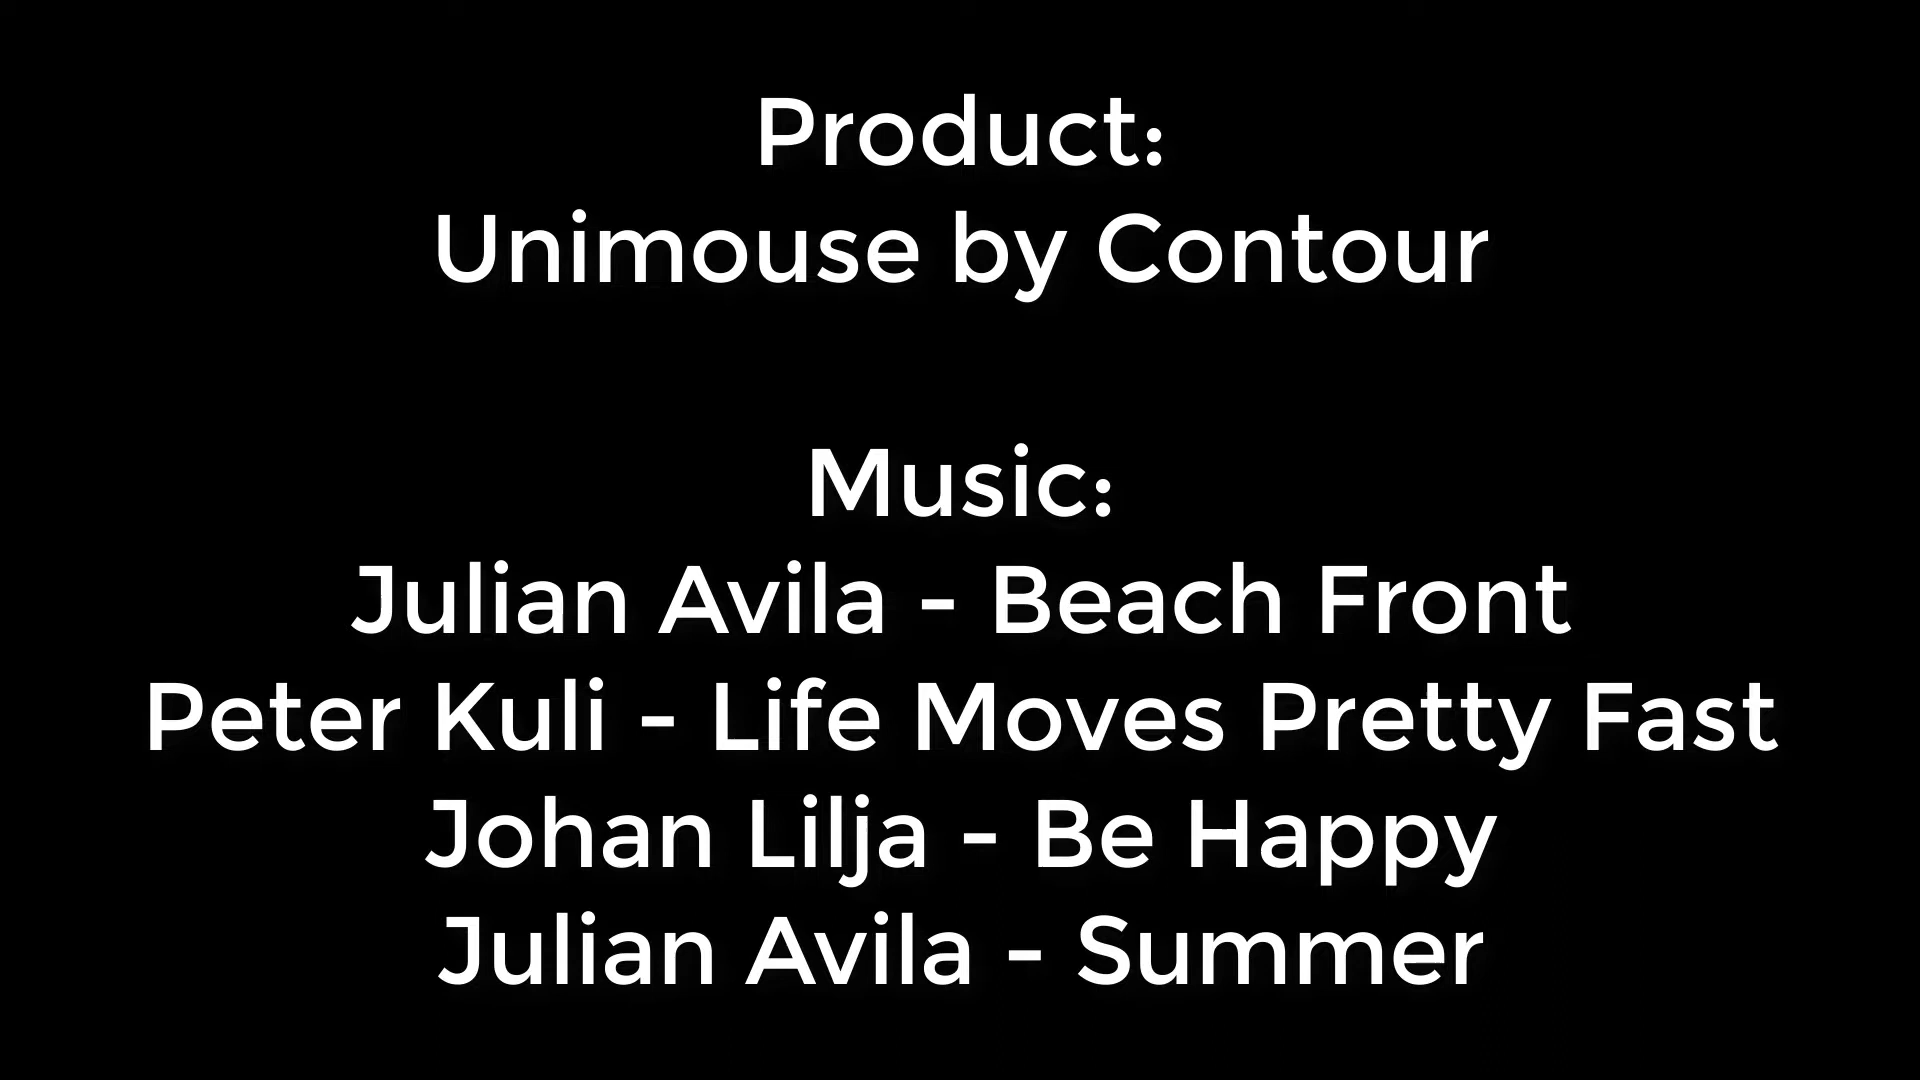 Product:
Unimouse by Contour
Music:
Julian Avila - Beach Front
Peter Kuli - Life Moves Pretty Fast
Johan Lilja - Be Happy
Julian Avila - Summer